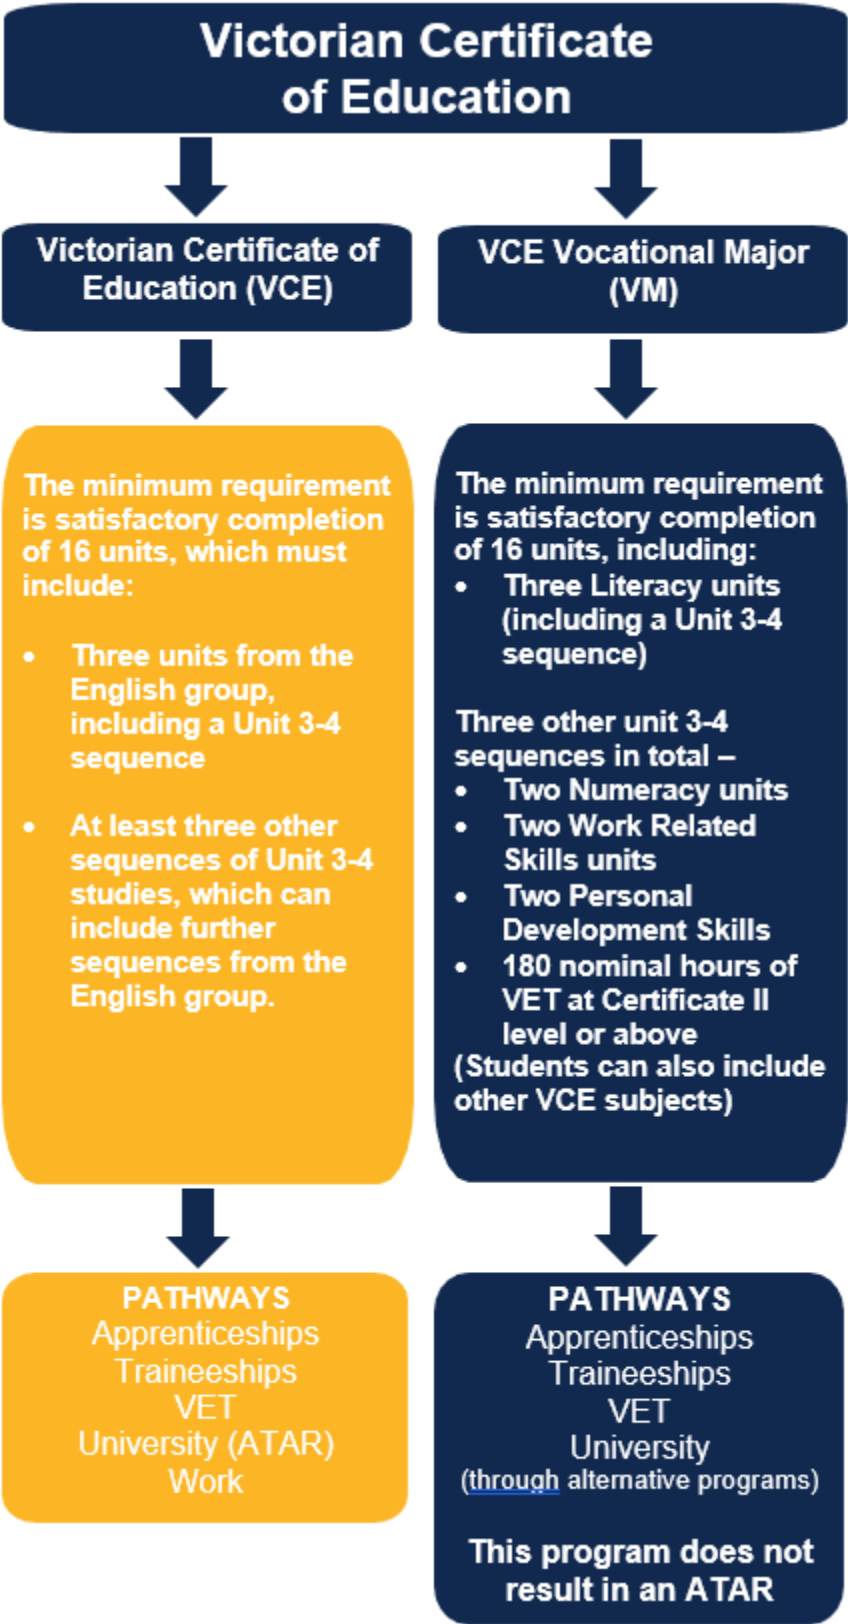 Victorian Certificate
of Education
Victorian Certificate of
Education (VCE)
VCE Vocational Major
(VM)
The minimum requirement
is satisfactory completion
of 16 units, which must
include:
• Three units from the
English group,
including a Unit 3-4
sequence
• At least three other
sequences of Unit 3-4
studies, which can
include further
sequences from the
English group.
The minimum requirement
is satisfactory completion
of 16 units, including:
• Three Literacy units
(including a Unit 3-4
sequence)
Three other unit 3-4
sequences in total –
• Two Numeracy units
• Two Work Related
Skills units
• Two Personal
Development Skills
• 180 nominal hours of
VET at Certificate II
level or above
(Students can also include
other VCE subjects)
PATHWAYS
Apprenticeships
Traineeships
VET
University (ATAR)
Work
PATHWAYS
Apprenticeships
Traineeships
VET
University
(through alternative programs)
This program does not
result in an ATAR